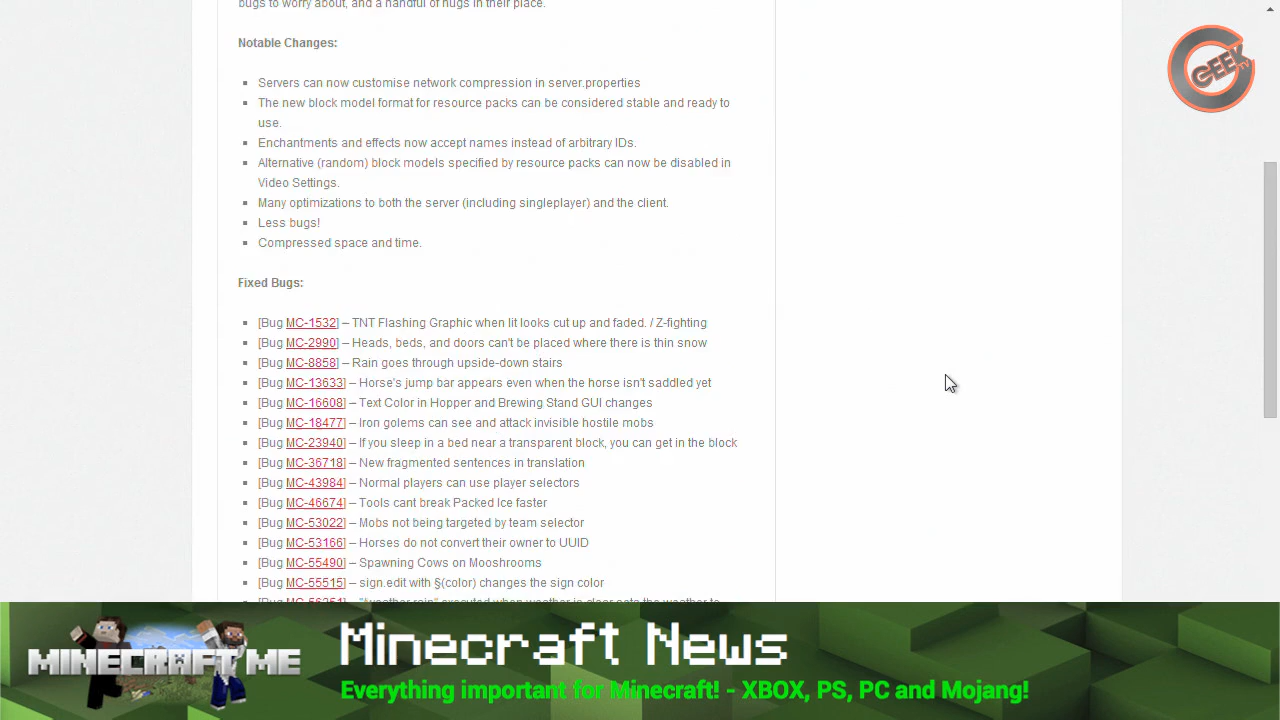 bugs to worry about, and a handful of hugs in their place.
Notable Changes:
Servers can now customise network compression in server.properties
The new block model format for resource packs can be considered stable and ready to
use.
Enchantments and effects now accept names instead of arbitrary IDs.
Alternative (random) block models specified by resource packs can now be disabled in
Video Settings.
Many optimizations to both the server (including singleplayer) and the client.
Less bugs!
Compressed space and time.
Fixed Bugs:
[Bug MC-1532] – TNT Flashing Graphic when lit looks cut up and faded. / Z-fighting
[Bug MC-2990] – Heads, beds, and doors can't be placed where there is thin snow
[Bug MC-8858] – Rain goes through upside-down stairs
[Bug MC-13633] – Horse's jump bar appears even when the horse isn't saddled yet
[Bug MC-16608] – Text Color in Hopper and Brewing Stand GUI changes
[Bug MC-18477] – Iron golems can see and attack invisible hostile mobs
[Bug MC-23940] – If you sleep in a bed near a transparent block, you can get in the block
[Bug MC-36718] – New fragmented sentences in translation
[Bug MC-43984] – Normal players can use player selectors
[Bug MC-46674] – Tools cant break Packed Ice faster
[Bug MC-53022] – Mobs not being targeted by team selector
[Bug MC-53166] – Horses do not convert their owner to UUID
[Bug MC-55490] – Spawning Cows on Mooshrooms
[Bug MC-55515] – sign.edit with §(color) changes the sign color
GEEK TV
MINECRAFT ME
Minecraft News
Everything important for Minecraft! - XBOX, PS, PC and Mojang!